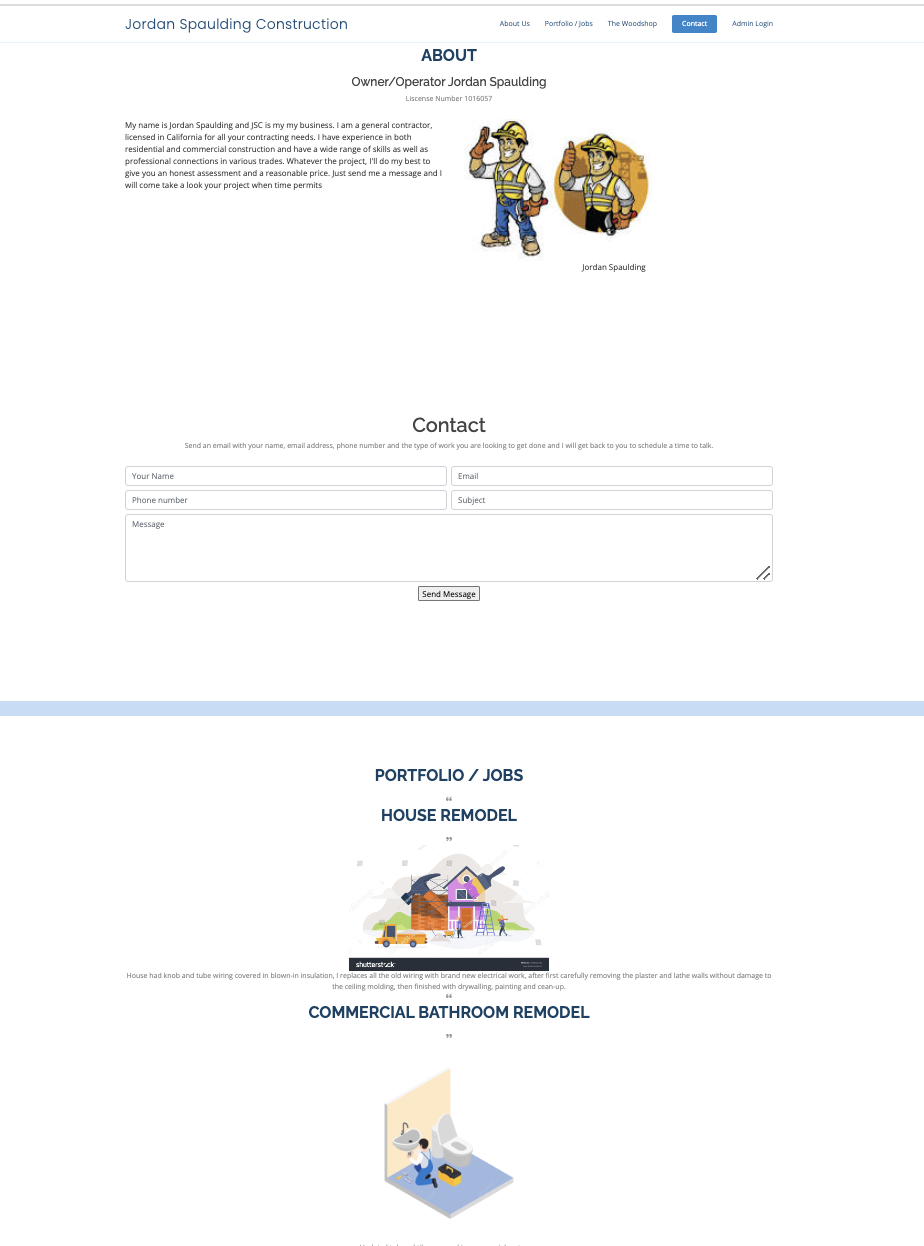 Jordan Spaulding Construction
About Us
Portfolio / Jobs
The Woodshop
Contact
Admin Login
ABOUT
Owner/Operator Jordan Spaulding
Liscense Number 1016057
My name is Jordan Spaulding and JSC is my my business. I am a general contractor,
licensed in California for all your contracting needs. I have experience in both
residential and commercial construction and have a wide range of skills as well as
professional connections in various trades. Whatever the project, I'll do my best to
give you an honest assessment and a reasonable price. Just send me a message and I
will come take a look your project when time permits
Jordan Spaulding
Contact
Send an email with your name, email address, phone number and the type of work you are looking to get done and I will get back to you to schedule a time to talk.
Your Name
Email
Phone number
Subject
Message
Send Message
PORTFOLIO / JOBS
“
HOUSE REMODEL
”
shutterstock
House had knob and tube wiring covered in blown-in insulation, I replaces all the old wiring with brand new electrical work, after first carefully removing the plaster and lathe walls without damage to
the ceiling molding, then finished with drywalling, painting and cean-up.
“
COMMERCIAL BATHROOM REMODEL
”